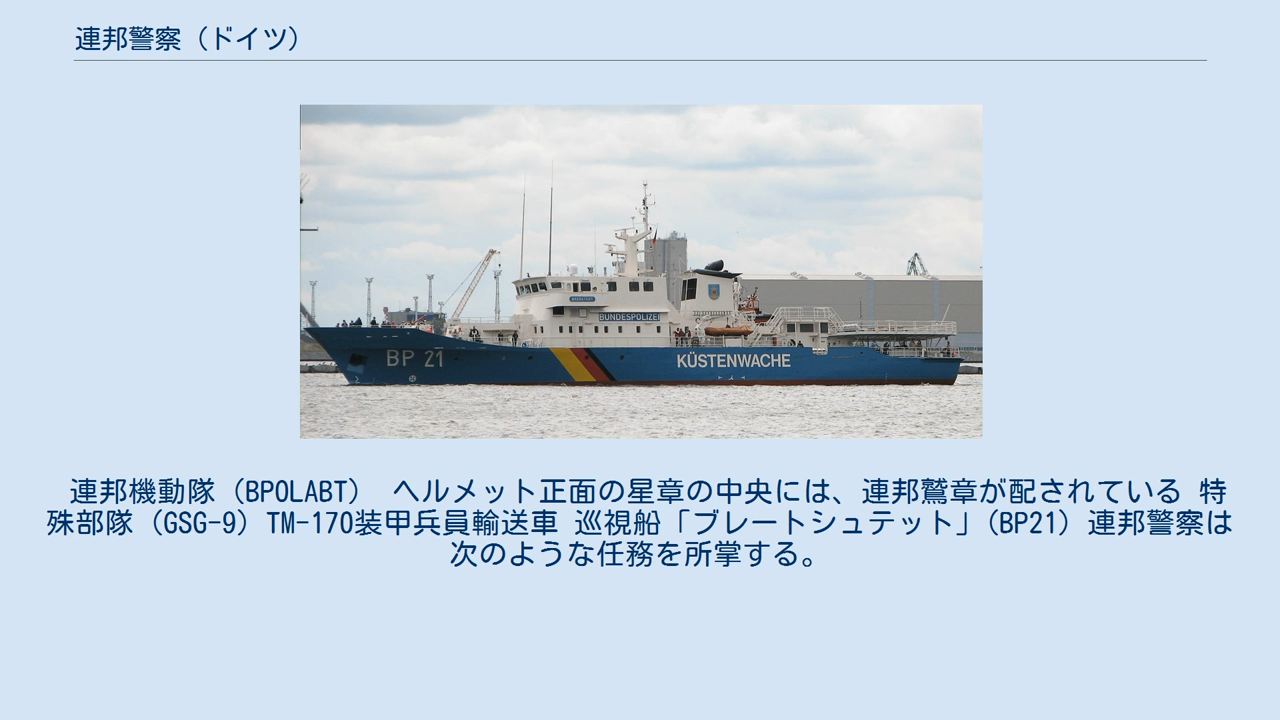 連邦警察（ドイツ）
BUNDESPOLIZEI
BP 21
KÜSTENWACHE
連邦機動隊（BPOLABT） ヘルメット正面の星章の中央には、連邦鷲章が配されている 特
殊部隊（GSG-9）TM-170装甲兵員輸送車 巡視船「ブレートシュテット」（BP21）連邦警察は
次のような任務を所掌する。